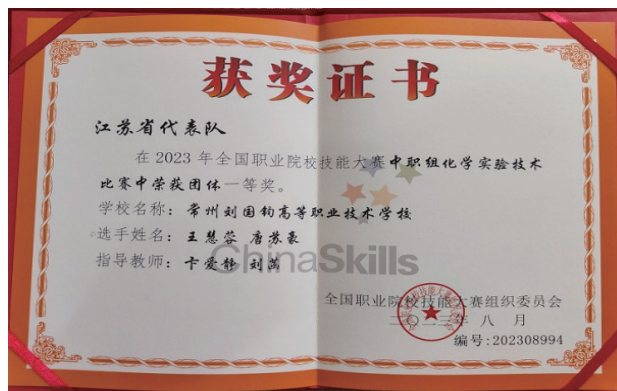 获奖证书
江苏省代表队
在2023年全国职业院校技能大赛中职组化学实验技术
比赛中荣获团体一等奖。
学校名称：常州刘国钧高等职业技术学校
选手姓名：王慧蓉 唐苏豪
指导教师：卞爱静 刘茵
ChinaSkills
全国职业院校技能大赛组织委员会
二〇二三年八月
编号:202308994